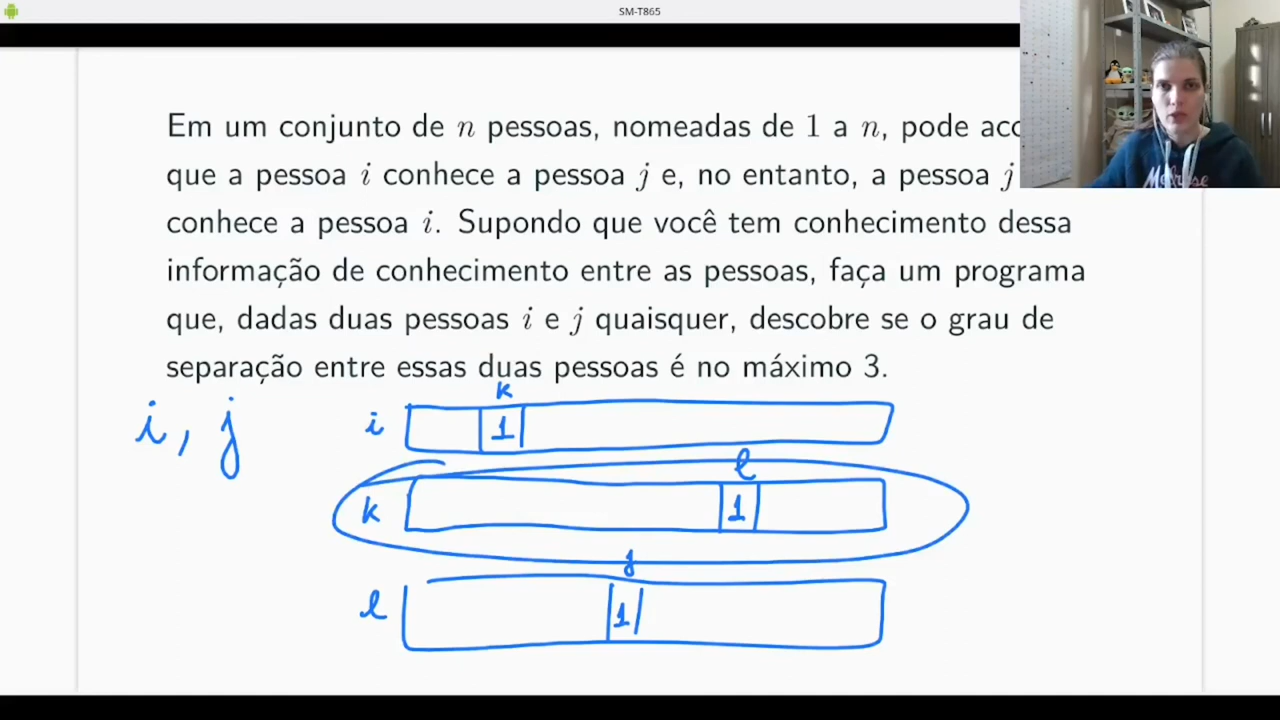 SM-T865
Em um conjunto de n pessoas, nomeadas de 1 a n, pode
que a pessoa i conhece a pessoa j e, no entanto, a pessoa j
conhece a pessoa i. Supondo que você tem conhecimento dessa
informação de conhecimento entre as pessoas, faça um programa
que, dadas duas pessoas i e j quaisquer, descobre se o grau de
separação entre essas duas pessoas é no máximo 3.
k
i, j i 1
l
k 1
j
l 1